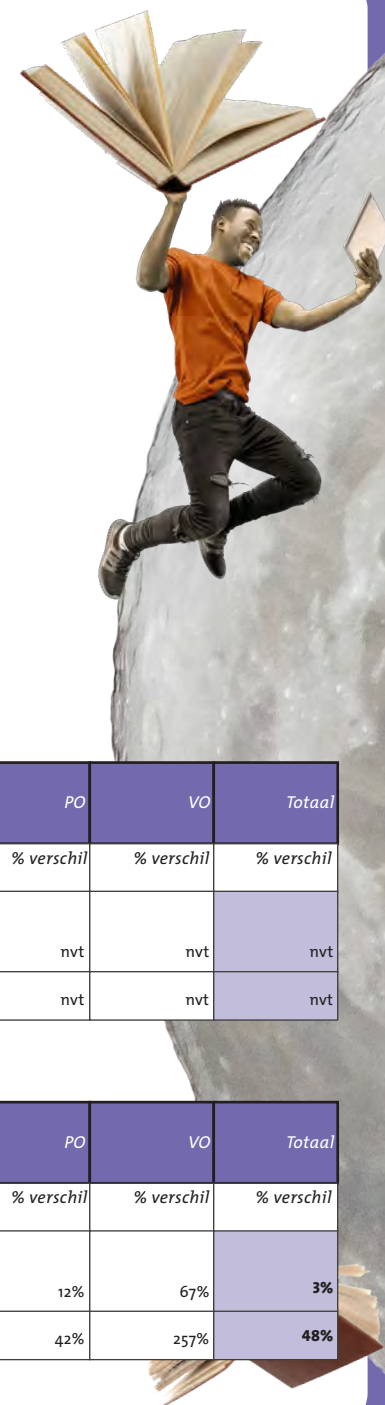 PO VO Totaal
% verschil % verschil % verschil
nvt nvt nvt
nvt nvt nvt
PO VO Totaal
% verschil % verschil % verschil
12% 67% 3%
42% 257% 48%